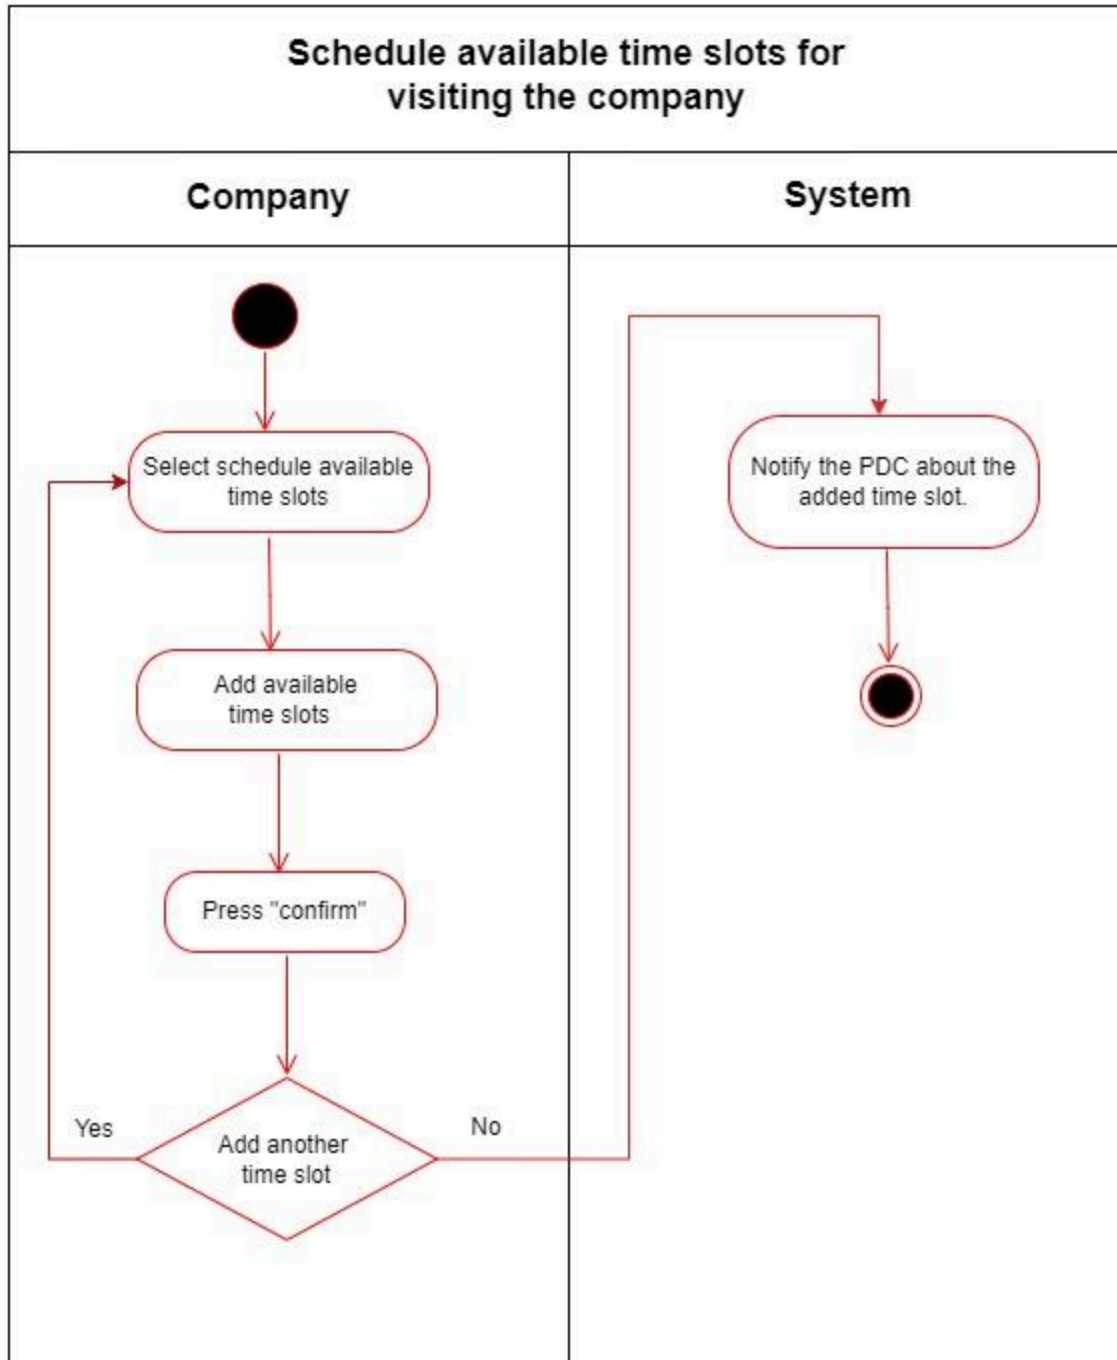 Schedule available time slots for
visiting the company
Company
System
Select schedule available
time slots
Add available
time slots
Press "confirm"
Add another
time slot
Yes
No
Notify the PDC about the
added time slot.